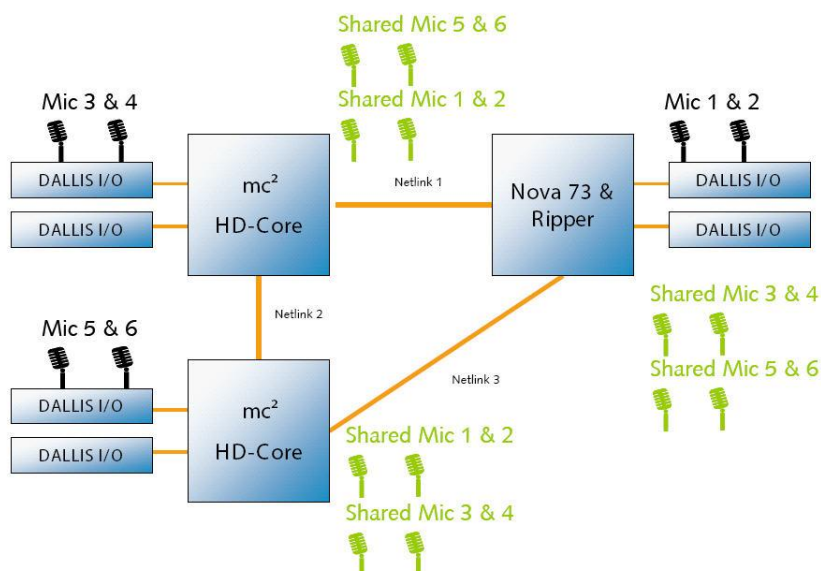 Shared Mic 5 & 6
Mic 3 & 4
Shared Mic 1 & 2
Mic 1 & 2
DALLIS I/O
mc²
HD-Core
Netlink 1
Nova 73 &
Ripper
DALLIS I/O
DALLIS I/O
DALLIS I/O
Shared Mic 3 & 4
Mic 5 & 6
Netlink 2
Shared Mic 5 & 6
DALLIS I/O
mc²
HD-Core
Netlink 3
DALLIS I/O
Shared Mic 1 & 2
Shared Mic 3 & 4